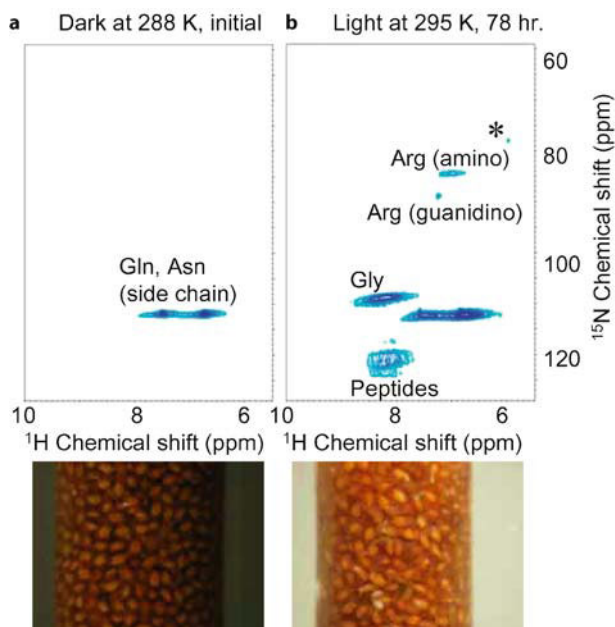 a Dark at 288 K, initial
b Light at 295 K, 78 hr.
Gln, Asn
(side chain)
10 8 6
¹H Chemical shift (ppm)
*
Arg (amino)
Arg (guanidino)
Gly
Peptides
10 8 6
¹H Chemical shift (ppm)
60
80
100
120
¹⁵N Chemical shift (ppm)